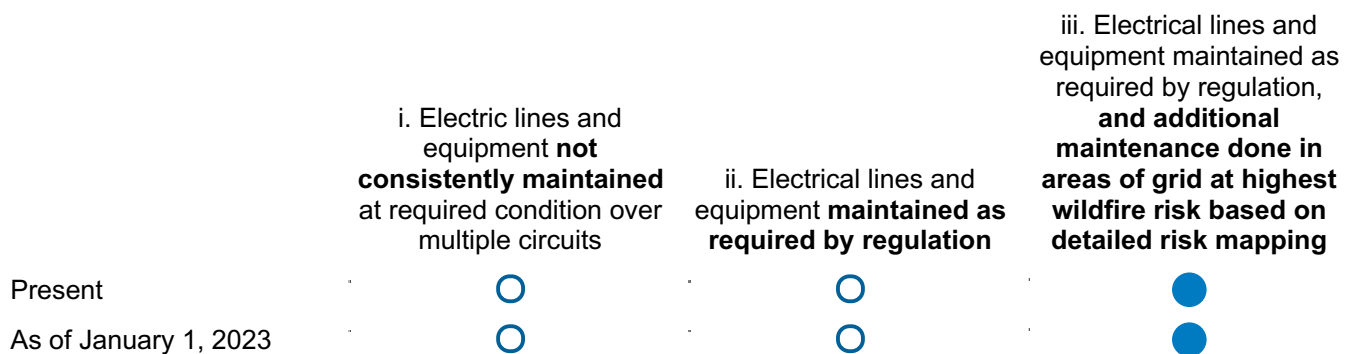 i. Electric lines and
equipment not
consistently maintained
at required condition over
multiple circuits
ii. Electrical lines and
equipment maintained as
required by regulation
iii. Electrical lines and
equipment maintained as
required by regulation,
and additional
maintenance done in
areas of grid at highest
wildfire risk based on
detailed risk mapping
Present
As of January 1, 2023